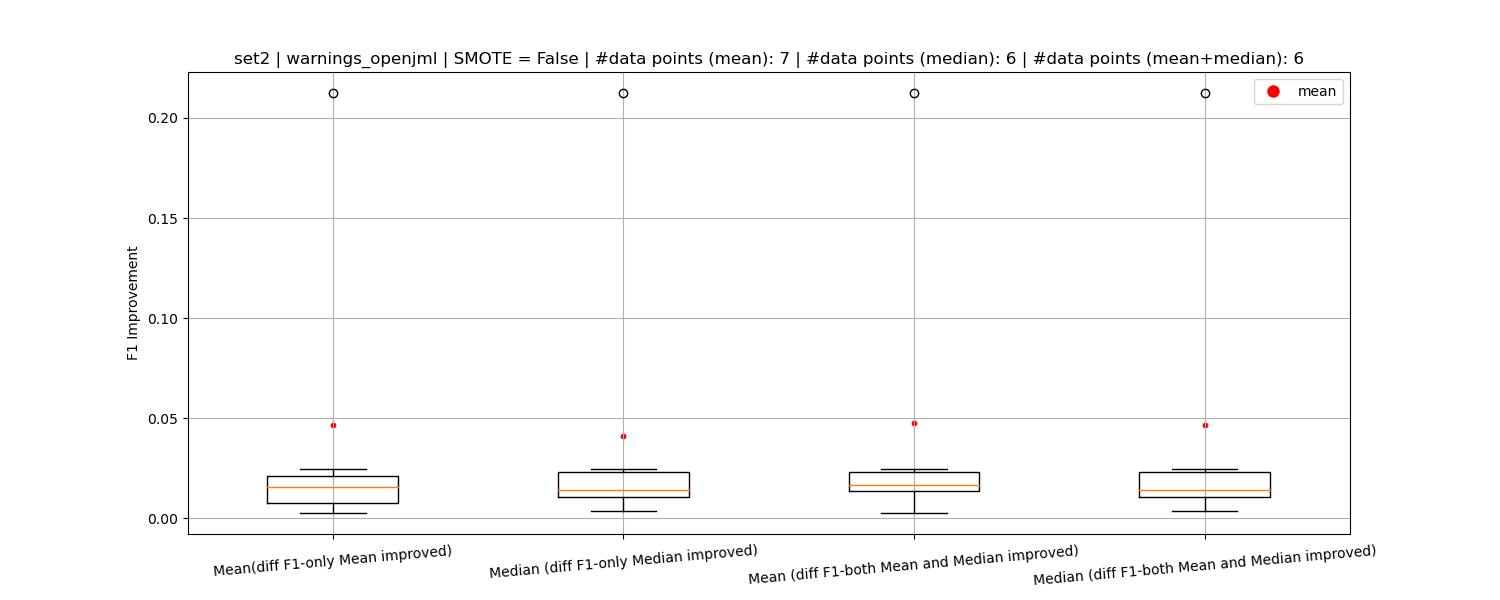 set2 | warnings_openjml | SMOTE = False | #data points (mean): 7 | #data points (median): 6 | #data points (mean+median): 6
mean
F1 Improvement
0.20
0.15
0.10
0.05
0.00
Mean(diff F1-only Mean improved)
Median (diff F1-only Median improved)
Mean (diff F1-both Mean and Median improved)
Median (diff F1-both Mean and Median improved)